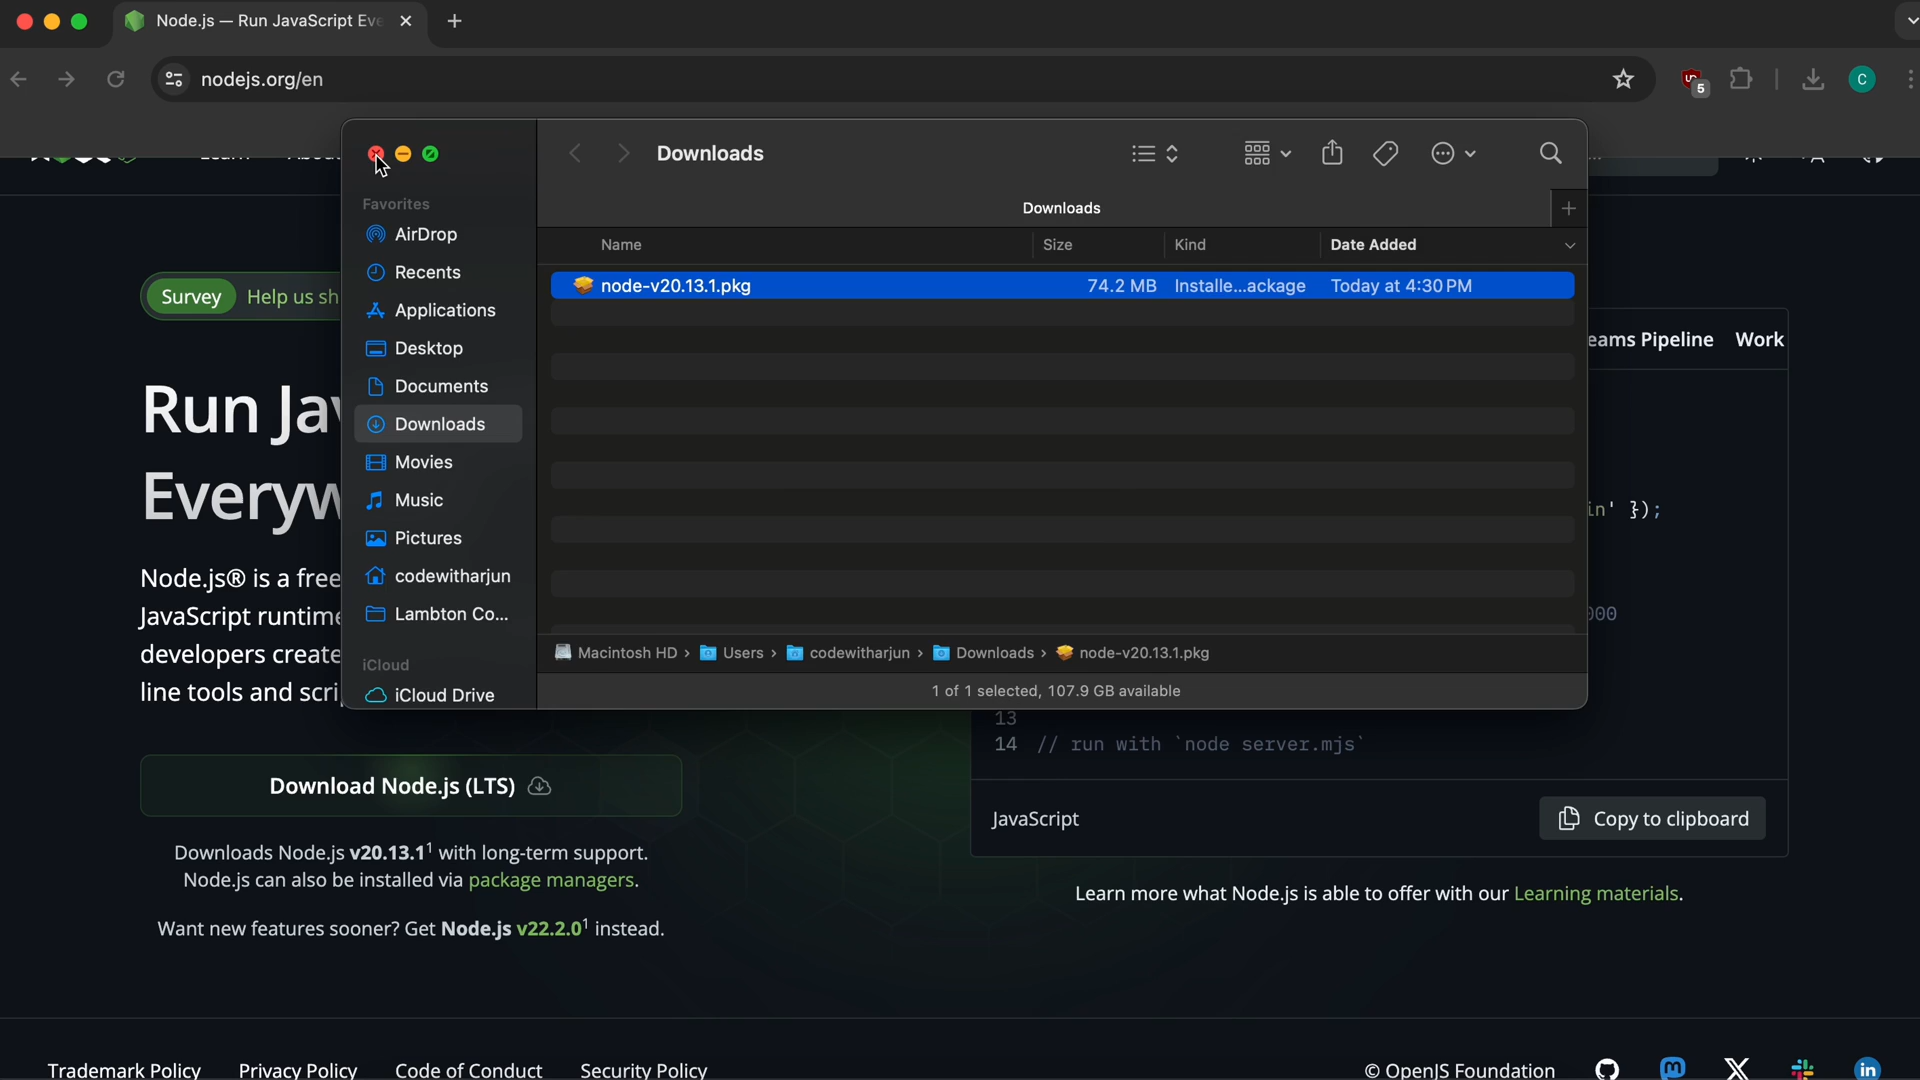 Node.js — Run JavaScript Eve
nodejs.org/en
5
C
Downloads
Favorites
AirDrop
Recents
Applications
Desktop
Documents
Downloads
Movies
Music
Pictures
codewitharjun
Lambton Co...
iCloud
iCloud Drive
Downloads
Name Size Kind Date Added
node-v20.13.1.pkg 74.2 MB Installe...ackage Today at 4:30 PM
Macintosh HD › Users › codewitharjun › Downloads › node-v20.13.1.pkg
1 of 1 selected, 107.9 GB available
Survey Help us sh
Run Jav
Everyw
Node.js® is a free
JavaScript runtime
developers create
line tools and scri
Download Node.js (LTS)
Downloads Node.js v20.13.1¹ with long-term support.
Node.js can also be installed via package managers.
Want new features sooner? Get Node.js v22.2.0¹ instead.
eams Pipeline Work
in' });
000
13
14 // run with `node server.mjs`
JavaScript
Copy to clipboard
Learn more what Node.js is able to offer with our Learning materials.
Trademark Policy Privacy Policy Code of Conduct Security Policy
© OpenJS Foundation